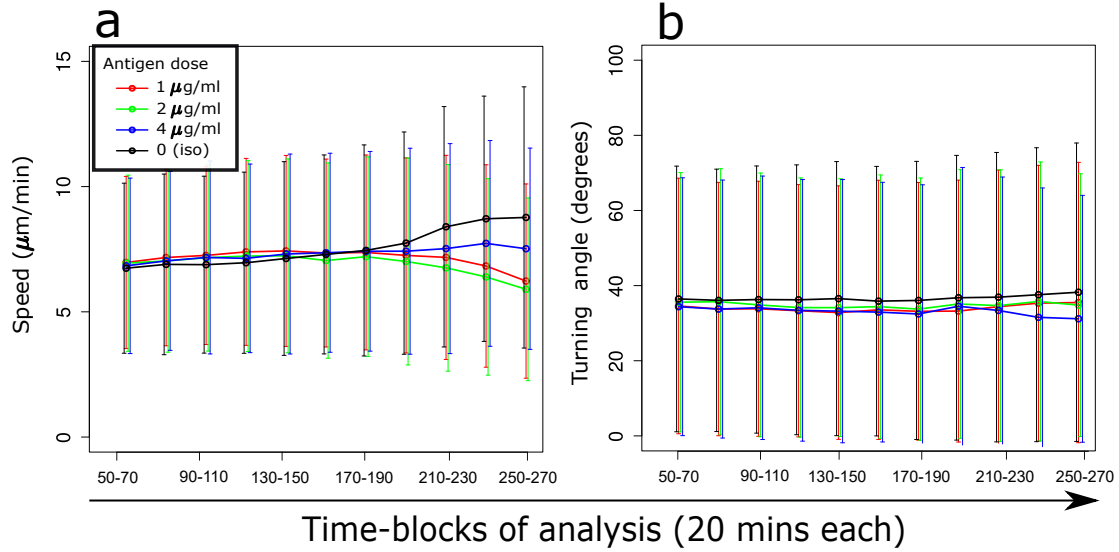 a
b
Antigen dose
1 μg/ml
2 μg/ml
4 μg/ml
0 (iso)
Speed (μm/min)
0
5
10
15
50-70
90-110
130-150
170-190
210-230
250-270
Turning angle (degrees)
0
20
40
60
80
100
50-70
90-110
130-150
170-190
210-230
250-270
Time-blocks of analysis (20 mins each)